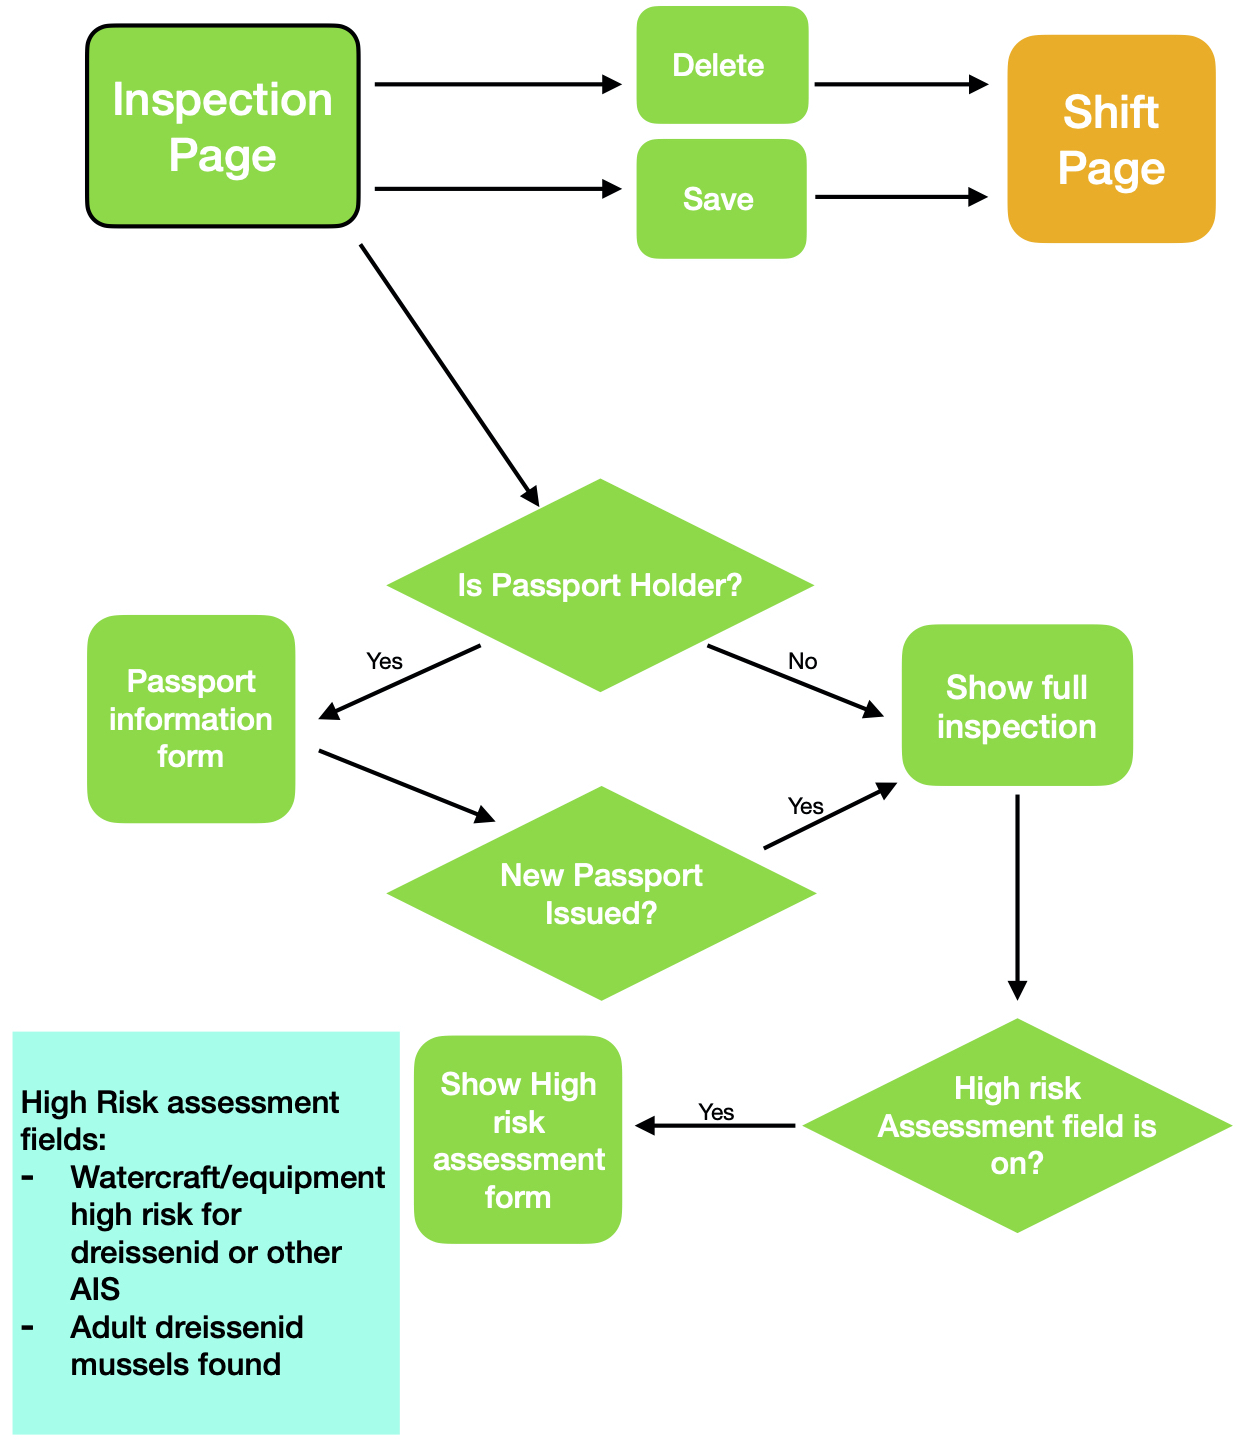 Inspection
Page
Delete
Save
Shift
Page
Is Passport Holder?
Yes
No
Passport
information
form
Show full
inspection
Yes
New Passport
Issued?
High risk
Assessment field is
on?
Yes
Show High
risk
assessment
form
High Risk assessment
fields:
- Watercraft/equipment
high risk for
dreissenid or other
AIS
- Adult dreissenid
mussels found